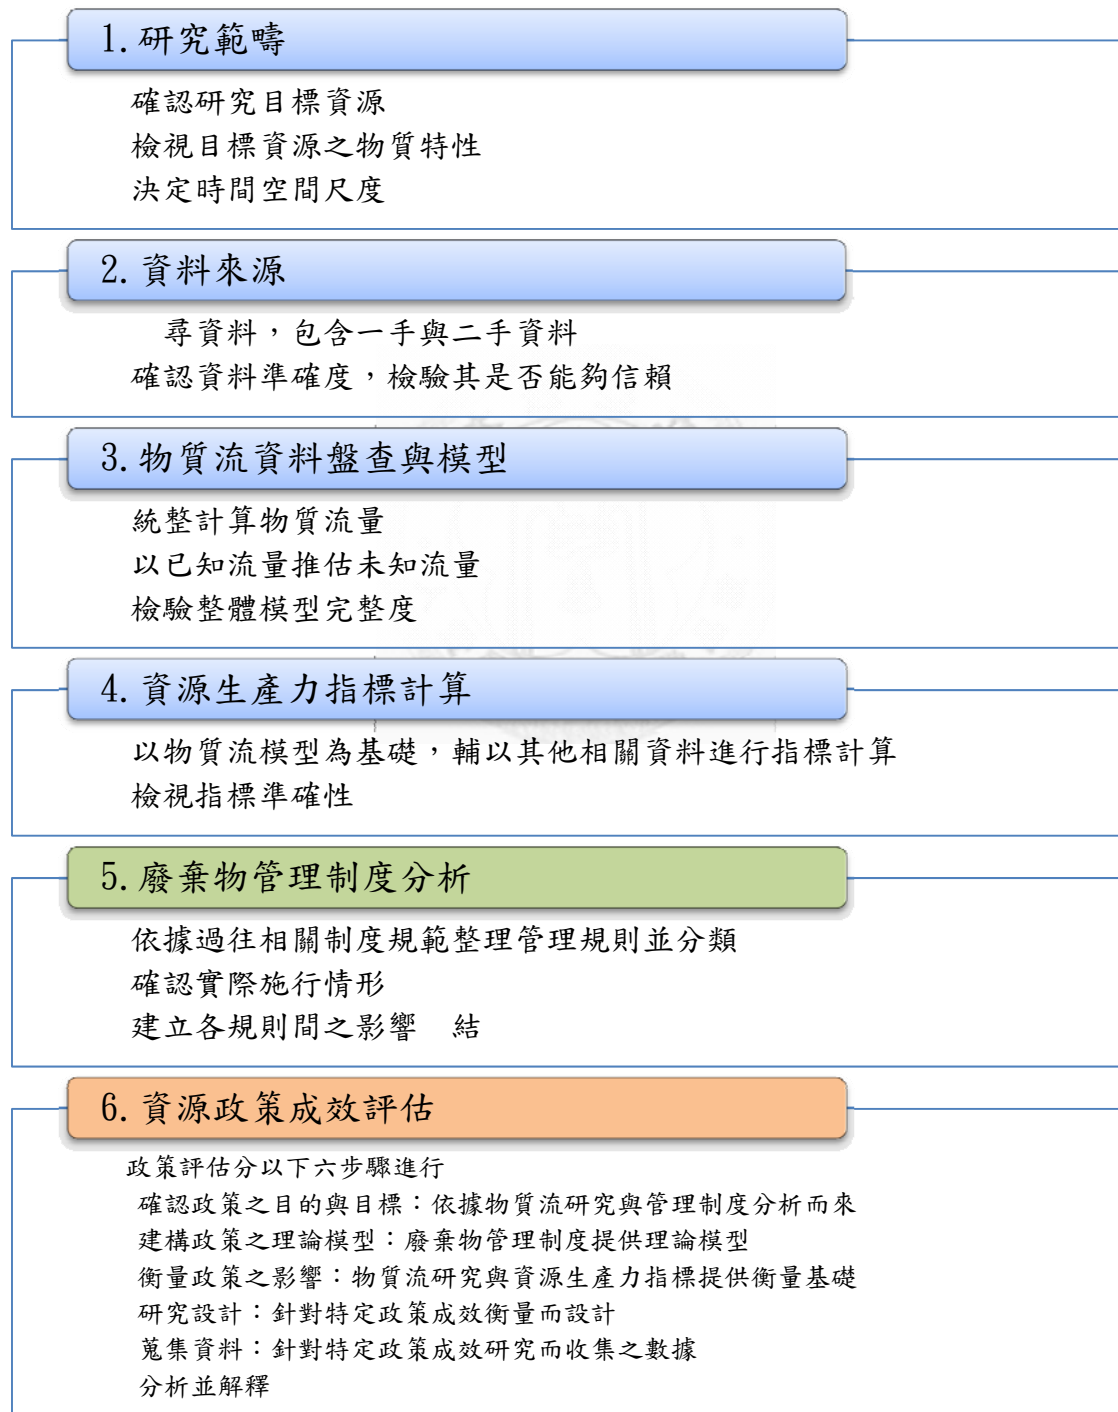 1.研究範疇
確認研究目標資源
檢視目標資源之物質特性
決定時間空間尺度
2.資料來源
尋資料，包含一手與二手資料
確認資料準確度，檢驗其是否能夠信賴
3.物質流資料盤查與模型
統整計算物質流量
以已知流量推估未知流量
檢驗整體模型完整度
4.資源生產力指標計算
以物質流模型為基礎，輔以其他相關資料進行指標計算
檢視指標準確性
5.廢棄物管理制度分析
依據過往相關制度規範整理管理規則並分類
確認實際施行情形
建立各規則間之影響　結
6.資源政策成效評估
政策評估分以下六步驟進行
確認政策之目的與目標：依據物質流研究與管理制度分析而來
建構政策之理論模型：廢棄物管理制度提供理論模型
衡量政策之影響：物質流研究與資源生產力指標提供衡量基礎
研究設計：針對特定政策成效衡量而設計
蒐集資料：針對特定政策成效研究而收集之數據
分析並解釋